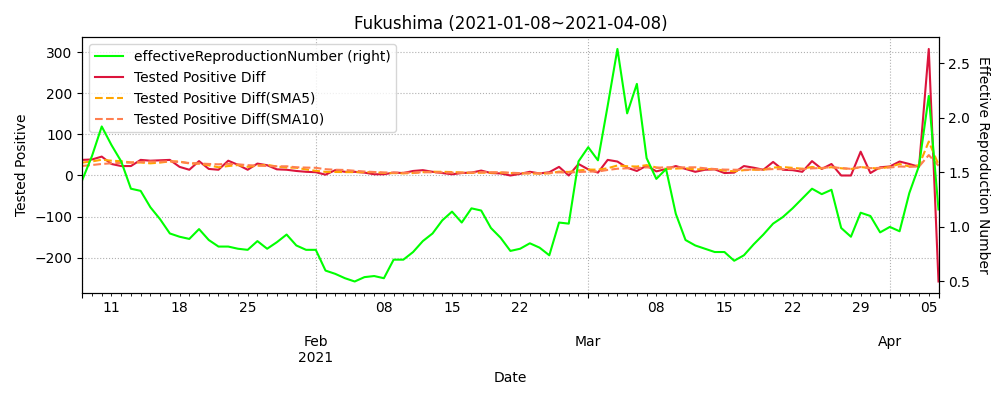 Fukushima (2021-01-08~2021-04-08)
effectiveReproductionNumber (right)
Tested Positive Diff
Tested Positive Diff(SMA5)
Tested Positive Diff(SMA10)
Tested Positive
300
200
100
0
−100
−200
Effective Reproduction Number
2.5
2.0
1.5
1.0
0.5
11 18 25 08 15 22 08 15 22 29 05
Feb Mar Apr
2021
Date